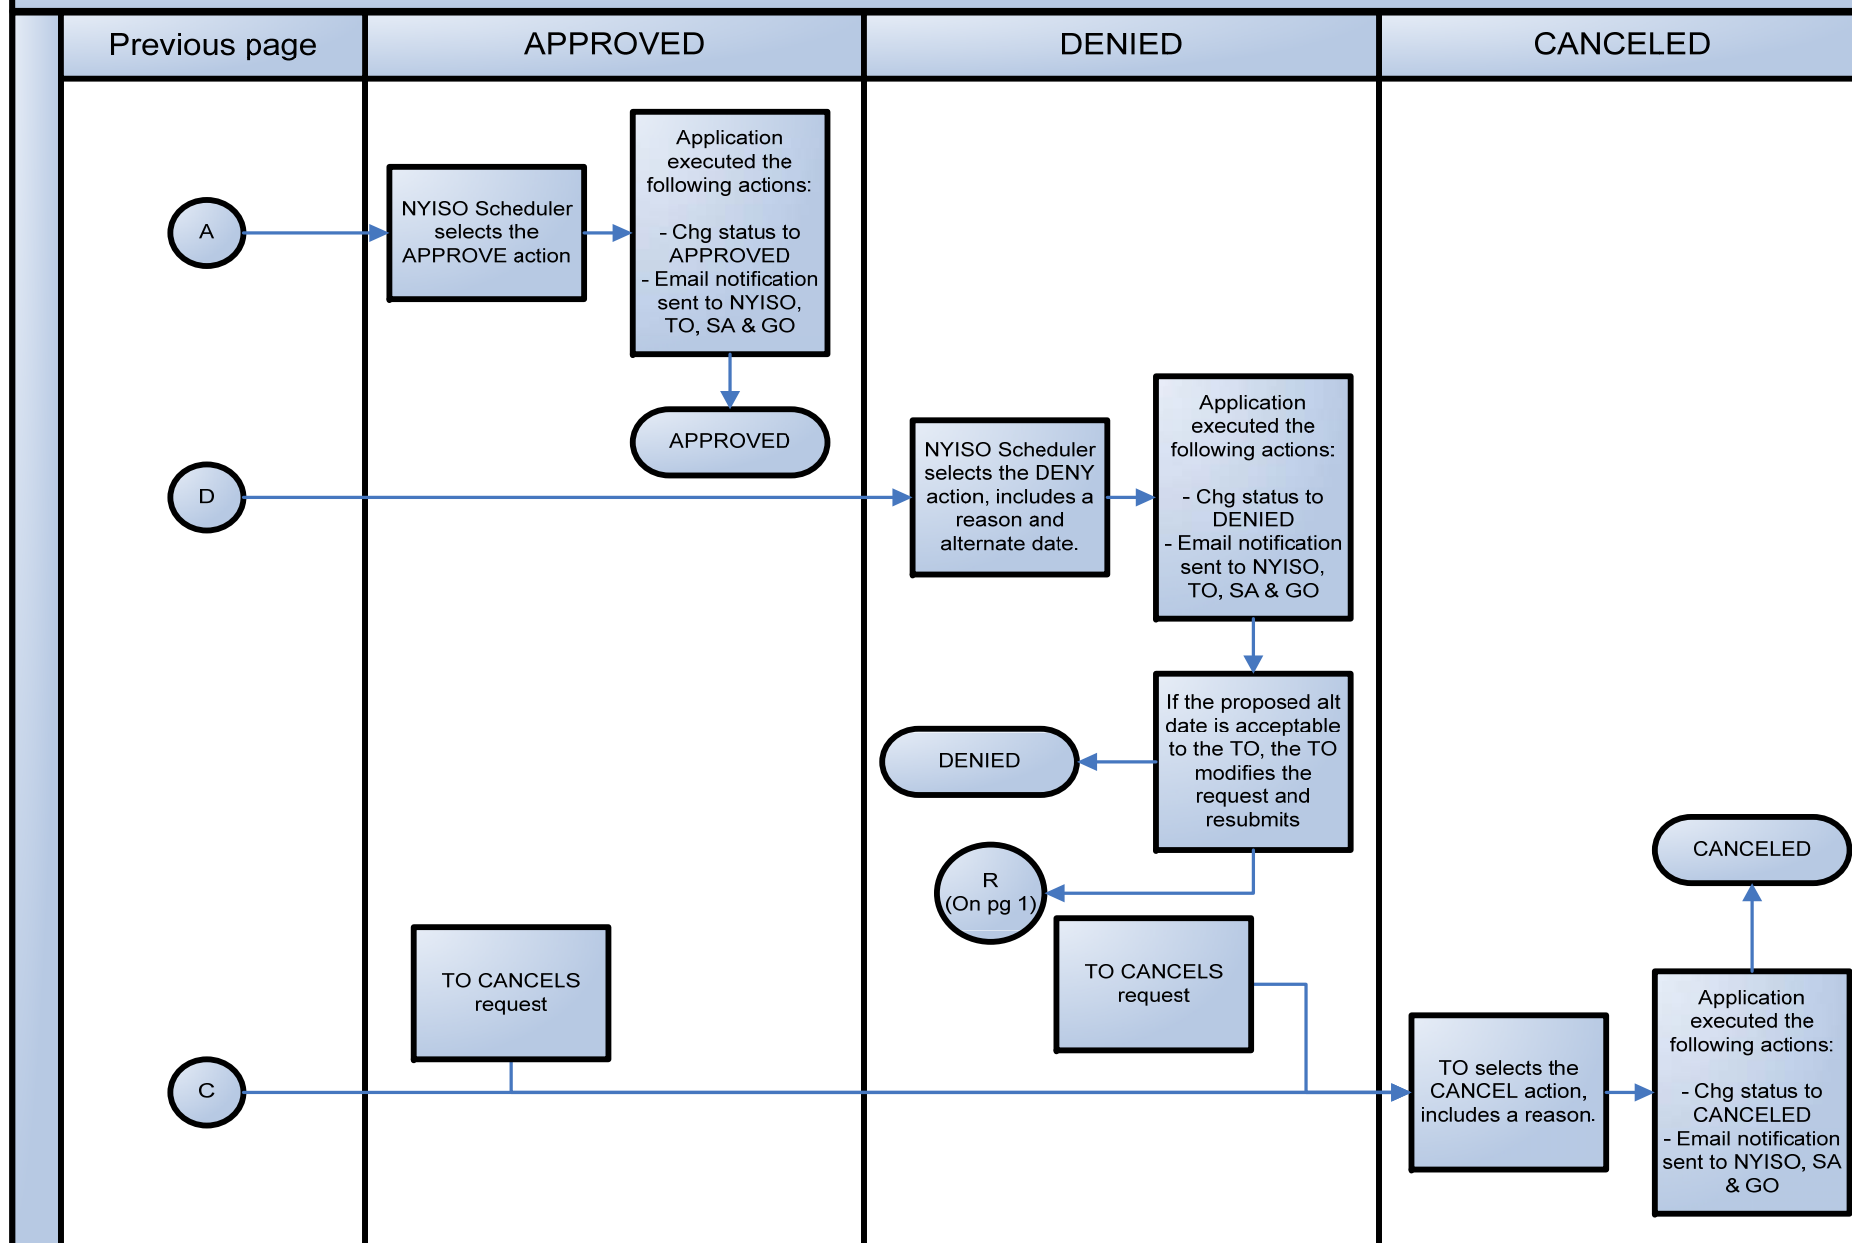 Previous page
APPROVED
DENIED
CANCELED
A
NYISO Scheduler
selects the
APPROVE action
Application
executed the
following actions:
- Chg status to
APPROVED
- Email notification
sent to NYISO,
TO, SA & GO
APPROVED
D
NYISO Scheduler
selects the DENY
action, includes a
reason and
alternate date.
Application
executed the
following actions:
- Chg status to
DENIED
- Email notification
sent to NYISO,
TO, SA & GO
If the proposed alt
date is acceptable
to the TO, the TO
modifies the
request and
resubmits
DENIED
R
(On pg 1)
TO CANCELS
request
TO CANCELS
request
C
TO selects the
CANCEL action,
includes a reason.
Application
executed the
following actions:
- Chg status to
CANCELED
- Email notification
sent to NYISO, SA
& GO
CANCELED